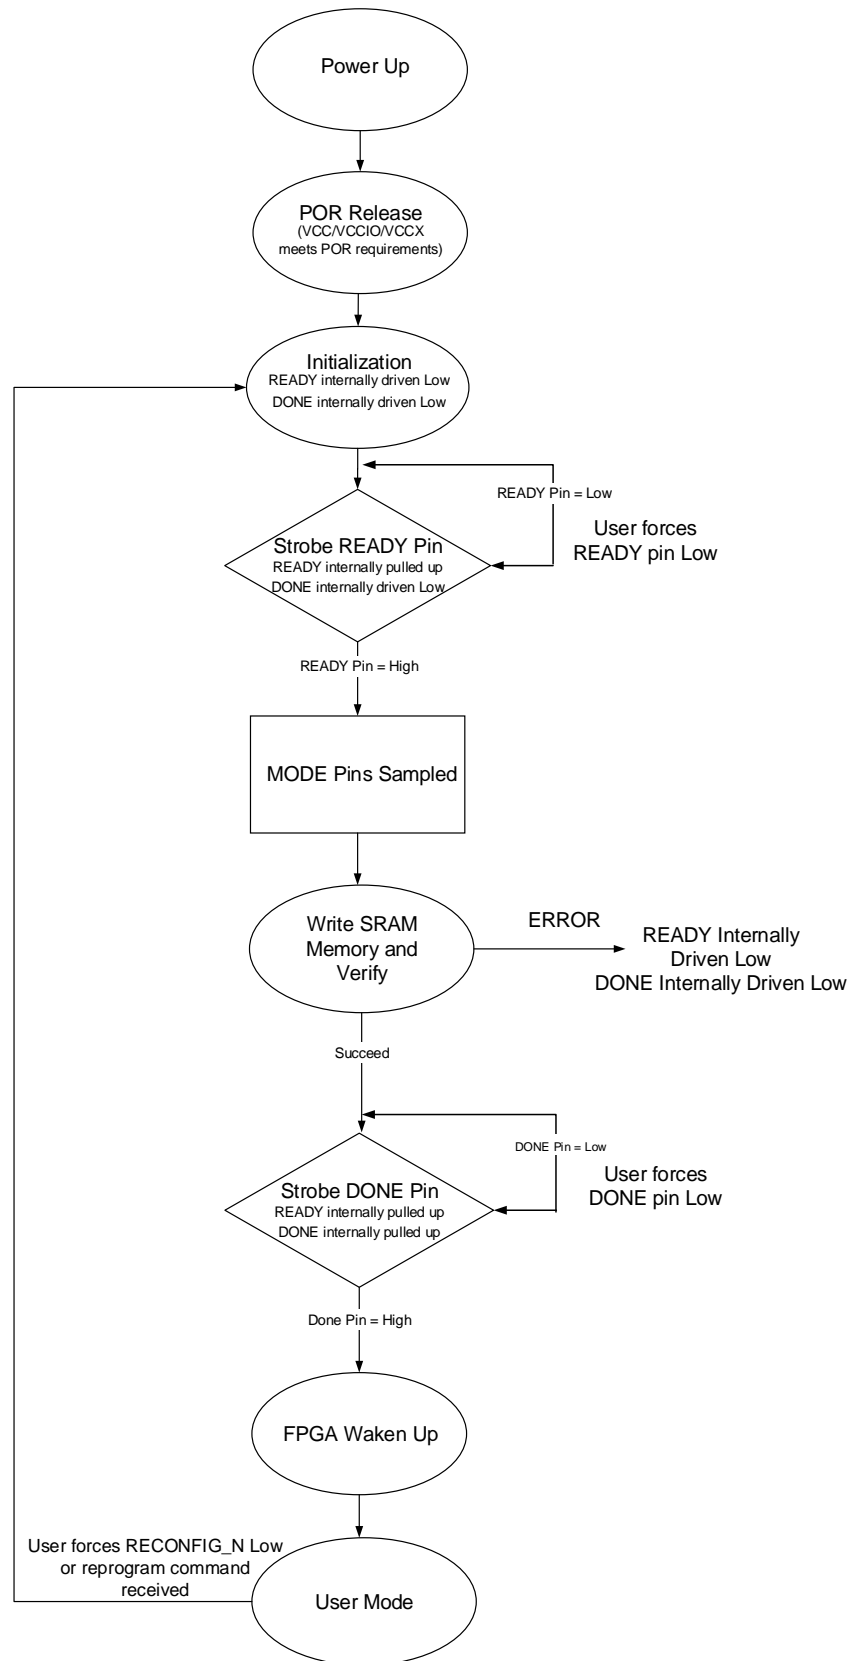 Power Up
POR Release
(VCC/VCCIO/VCCX
meets POR requirements)
Initialization
READY internally driven Low
DONE internally driven Low
READY Pin = Low
User forces
READY pin Low
Strobe READY Pin
READY internally pulled up
DONE internally driven Low
READY Pin = High
MODE Pins Sampled
Write SRAM
Memory and
Verify
ERROR
READY Internally
Driven Low
DONE Internally Driven Low
Succeed
DONE Pin = Low
User forces
DONE pin Low
Strobe DONE Pin
READY internally pulled up
DONE internally pulled up
Done Pin = High
FPGA Waken Up
User forces RECONFIG_N Low
or reprogram command
received
User Mode